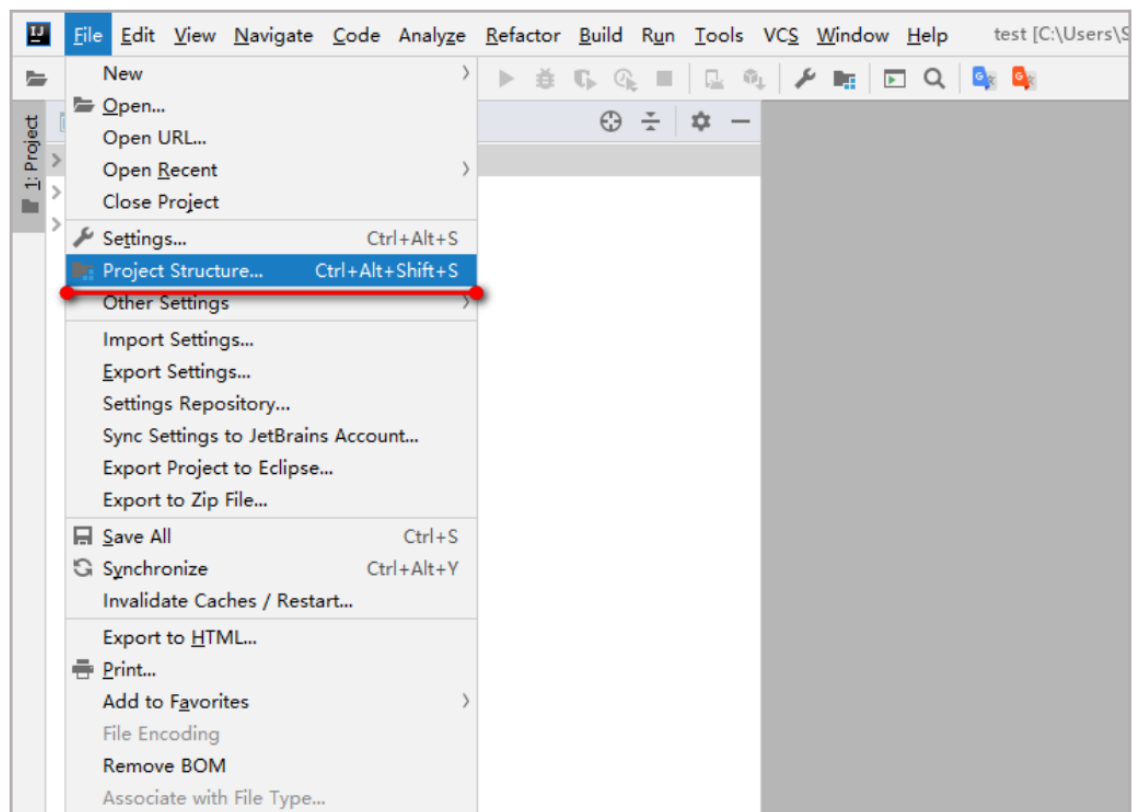 IJ File Edit View Navigate Code Analyze Refactor Build Run Tools VCS Window Help test [C:\Users\S
1: Project
New
Open...
Open URL...
Open Recent
Close Project
Settings... Ctrl+Alt+S
Project Structure... Ctrl+Alt+Shift+S
Other Settings
Import Settings...
Export Settings...
Settings Repository...
Sync Settings to JetBrains Account...
Export Project to Eclipse...
Export to Zip File...
Save All Ctrl+S
Synchronize Ctrl+Alt+Y
Invalidate Caches / Restart...
Export to HTML...
Print...
Add to Favorites
File Encoding
Remove BOM
Associate with File Type...